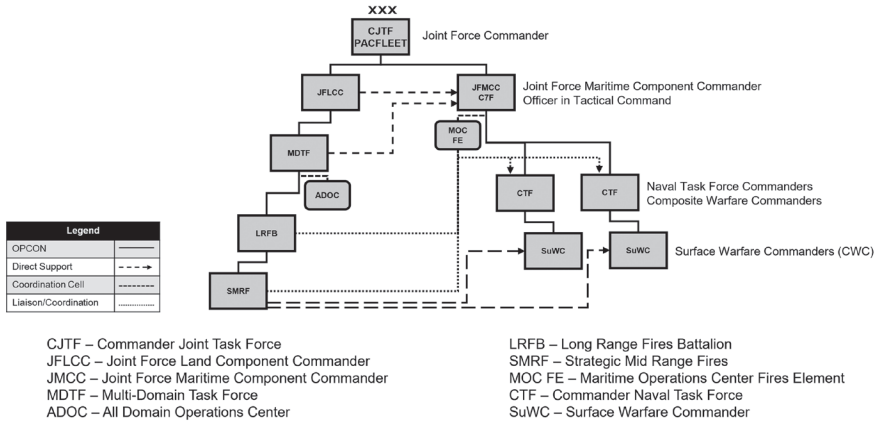 XXX
CJTF
PACFLEET
Joint Force Commander
JFLCC
JFMCC
C7F
Joint Force Maritime Component Commander
Officer in Tactical Command
MOC
FE
MDTF
ADOC
CTF
CTF
Naval Task Force Commanders
Composite Warfare Commanders
LRFB
SuWC
SuWC
Surface Warfare Commanders (CWC)
SMRF
Legend
OPCON
Direct Support
Coordination Cell
Liaison/Coordination
CJTF – Commander Joint Task Force
JFLCC – Joint Force Land Component Commander
JMCC – Joint Force Maritime Component Commander
MDTF – Multi-Domain Task Force
ADOC – All Domain Operations Center
LRFB – Long Range Fires Battalion
SMRF – Strategic Mid Range Fires
MOC FE – Maritime Operations Center Fires Element
CTF – Commander Naval Task Force
SuWC – Surface Warfare Commander